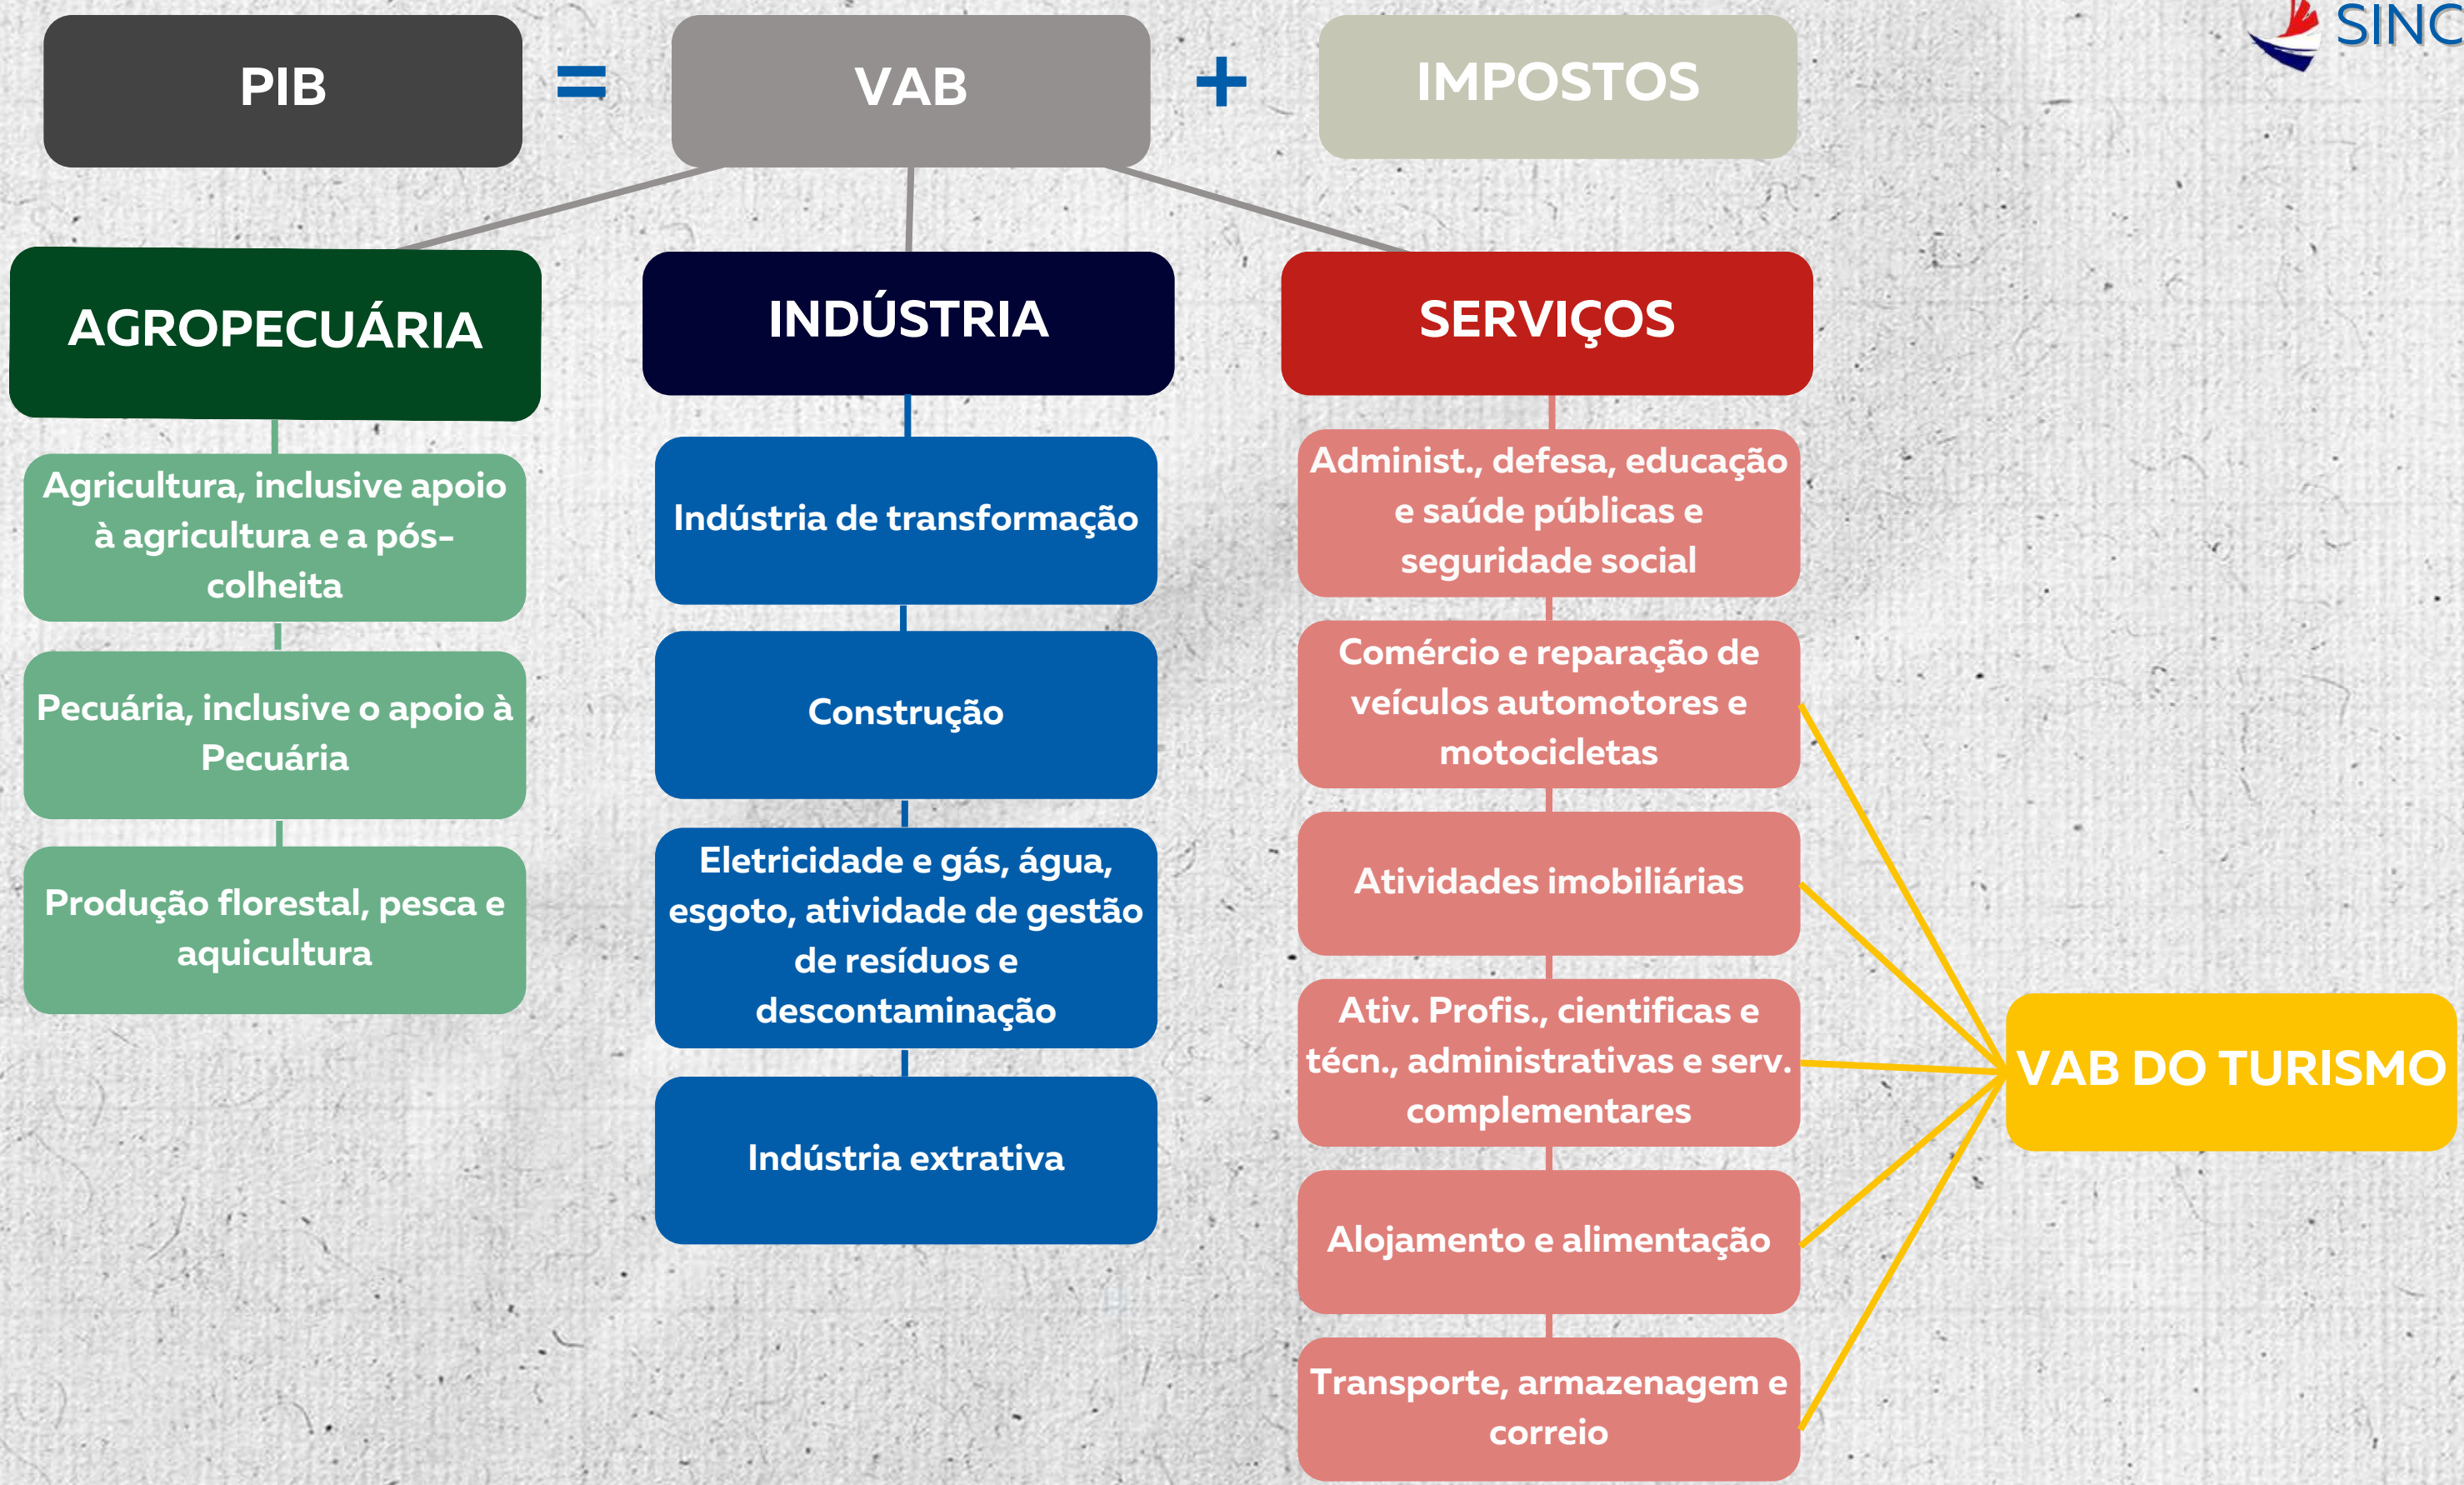 PIB
=
VAB
+
IMPOSTOS
SINC
AGROPECUÁRIA
Agricultura, inclusive apoio
à agricultura e a pós-
colheita
Pecuária, inclusive o apoio à
Pecuária
Produção florestal, pesca e
aquicultura
INDÚSTRIA
Indústria de transformação
Construção
Eletricidade e gás, água,
esgoto, atividade de gestão
de resíduos e
descontaminação
Indústria extrativa
SERVIÇOS
Administ., defesa, educação
e saúde públicas e
seguridade social
Comércio e reparação de
veículos automotores e
motocicletas
Atividades imobiliárias
Ativ. Profis., cientificas e
técn., administrativas e serv.
complementares
Alojamento e alimentação
Transporte, armazenagem e
correio
VAB DO TURISMO